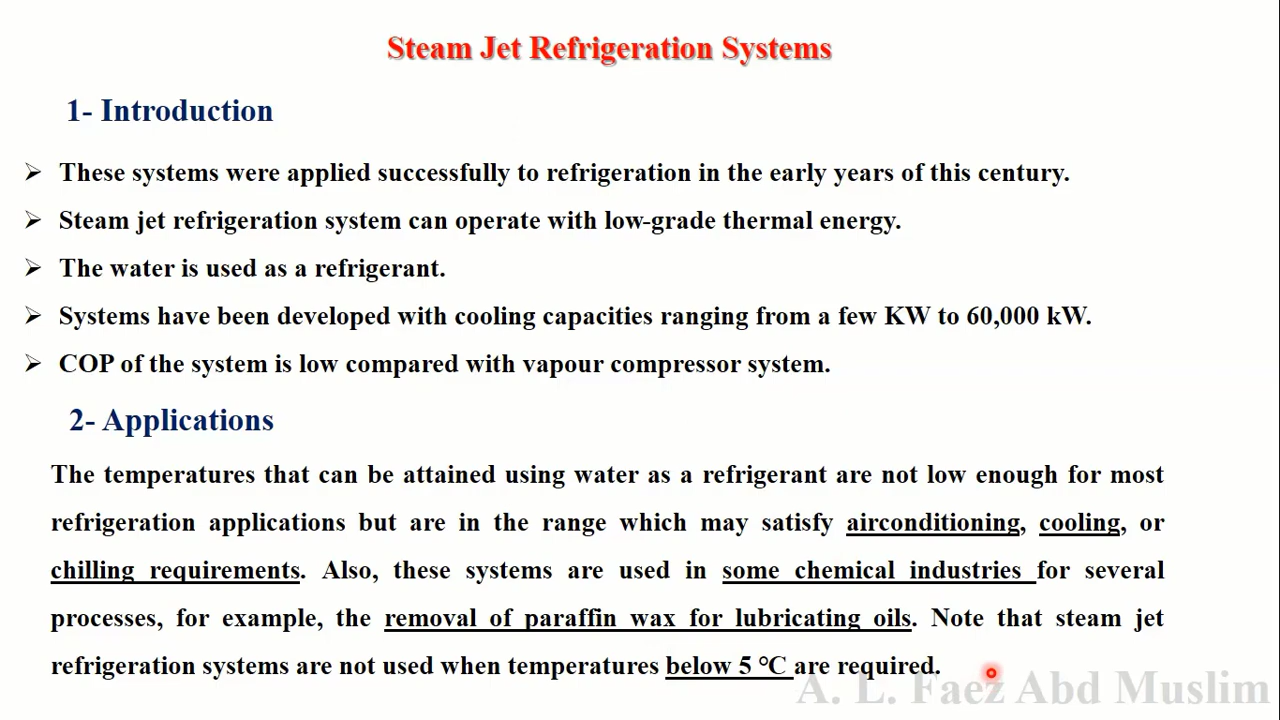 Steam Jet Refrigeration Systems
1- Introduction
➢ These systems were applied successfully to refrigeration in the early years of this century.
➢ Steam jet refrigeration system can operate with low-grade thermal energy.
➢ The water is used as a refrigerant.
➢ Systems have been developed with cooling capacities ranging from a few KW to 60,000 kW.
➢ COP of the system is low compared with vapour compressor system.
2- Applications
The temperatures that can be attained using water as a refrigerant are not low enough for most
refrigeration applications but are in the range which may satisfy airconditioning, cooling, or
chilling requirements. Also, these systems are used in some chemical industries for several
processes, for example, the removal of paraffin wax for lubricating oils. Note that steam jet
refrigeration systems are not used when temperatures below 5 °C are required.
A. L. Faez Abd Muslim